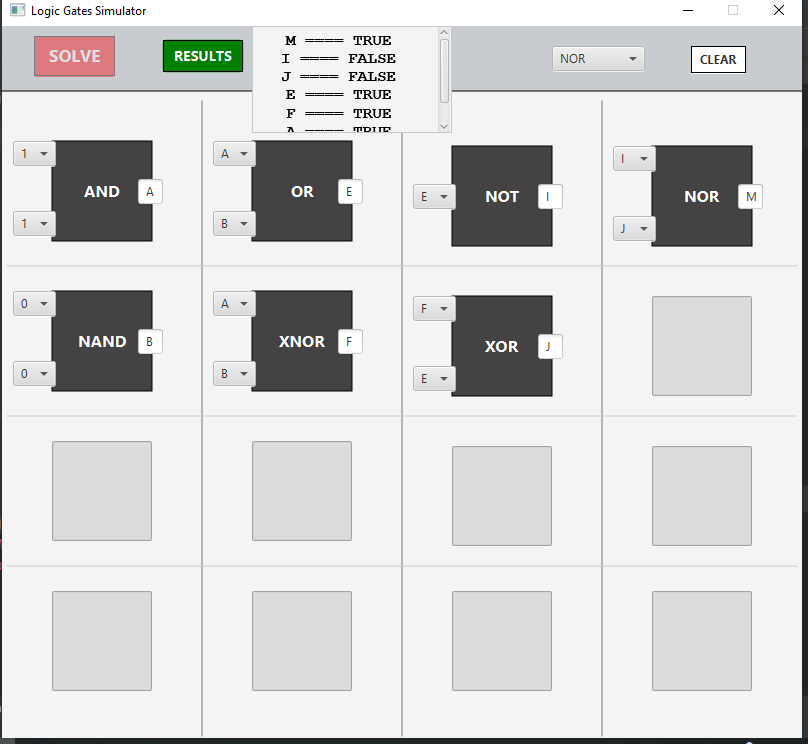 Logic Gates Simulator
SOLVE
RESULTS
M ==== TRUE
I ==== FALSE
J ==== FALSE
E ==== TRUE
F ==== TRUE
A ==== TRUE
NOR
CLEAR
1
1
AND
A
A
B
OR
E
E
NOT
I
I
J
NOR
M
0
0
NAND
B
A
B
XNOR
F
F
E
XOR
J